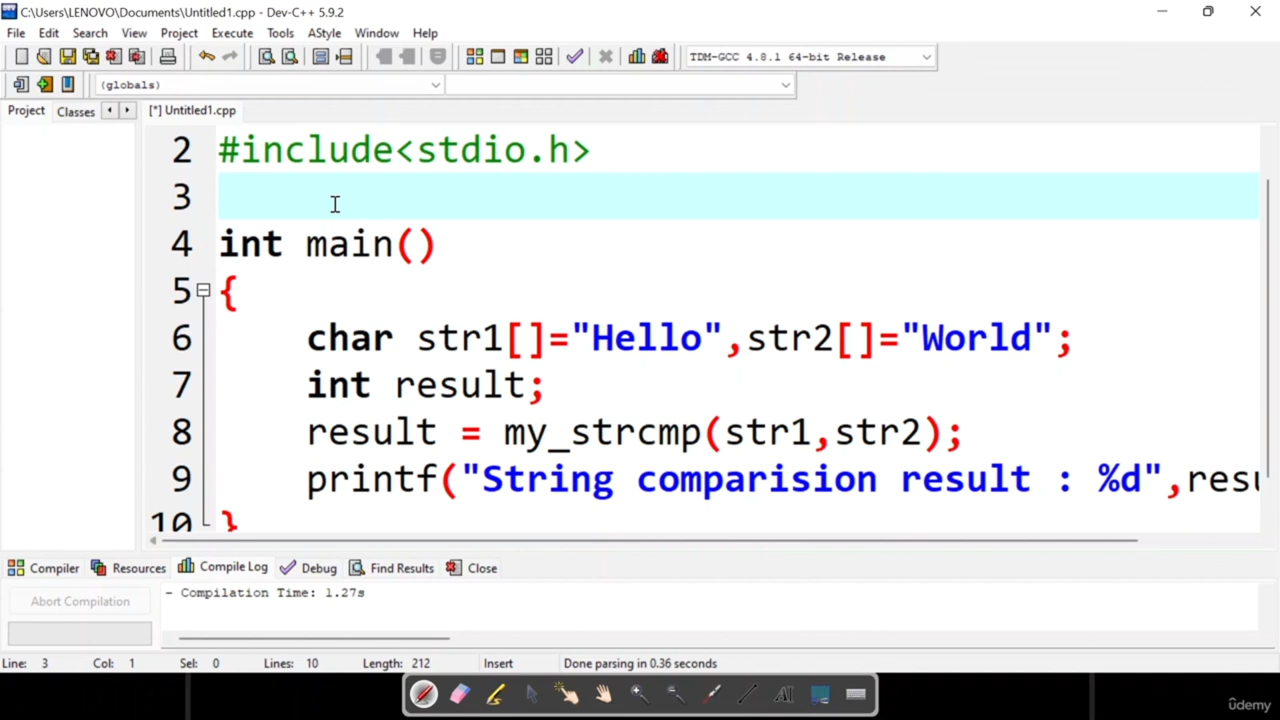 C:\Users\LENOVO\Documents\Untitled1.cpp - Dev-C++ 5.9.2
File Edit Search View Project Execute Tools AStyle Window Help
TDM-GCC 4.8.1 64-bit Release
(globals)
Project Classes [*] Untitled1.cpp
2 #include<stdio.h>
3
4 int main()
5 {
6 char str1[]="Hello",str2[]="World";
7 int result;
8 result = my_strcmp(str1,str2);
9 printf("String comparision result : %d",resu
10 }
Compiler Resources Compile Log Debug Find Results Close
Abort Compilation
- Compilation Time: 1.27s
Line: 3 Col: 1 Sel: 0 Lines: 10 Length: 212 Insert Done parsing in 0.36 seconds
AI
ûdemy